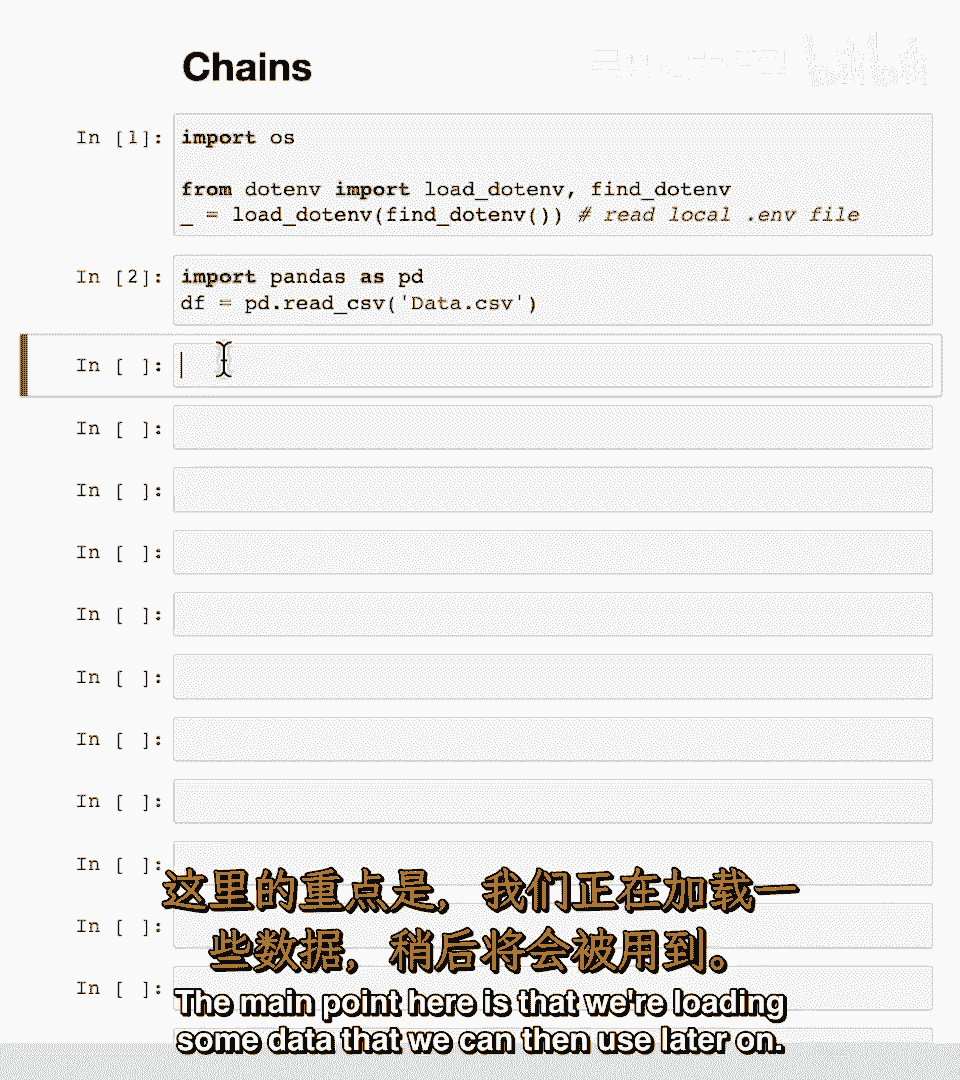 Chains
In [1]: import os
from dotenv import load_dotenv, find_dotenv
_ = load_dotenv(find_dotenv()) # read local .env file
In [2]: import pandas as pd
df = pd.read_csv('Data.csv')
In [ ]:
In [ ]:
In [ ]:
In [ ]:
In [ ]:
In [ ]:
In [ ]:
In [ ]:
In [ ]:
In [ ]:
In [ ]:
这里的重点是，我们正在加载一
些数据，稍后将会被用到。
The main point here is that we're loading
some data that we can then use later on.